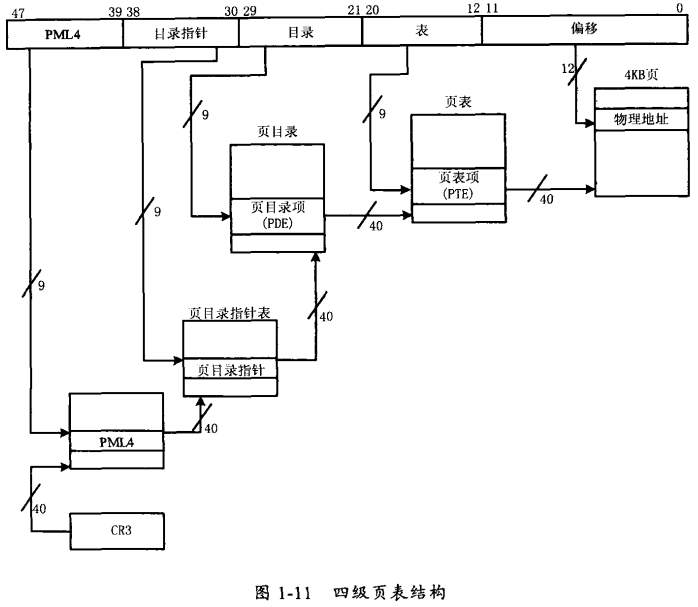 47 39 38 30 29 21 20 12 11 0
PML4 目录指针 目录 表 偏移
12
4KB页
物理地址
9
9
页目录
页表
页目录项
(PDE)
40
页表项
(PTE)
40
9
9
页目录指针表
40
页目录指针
40
PML4
40
CR3
图 1-11 四级页表结构